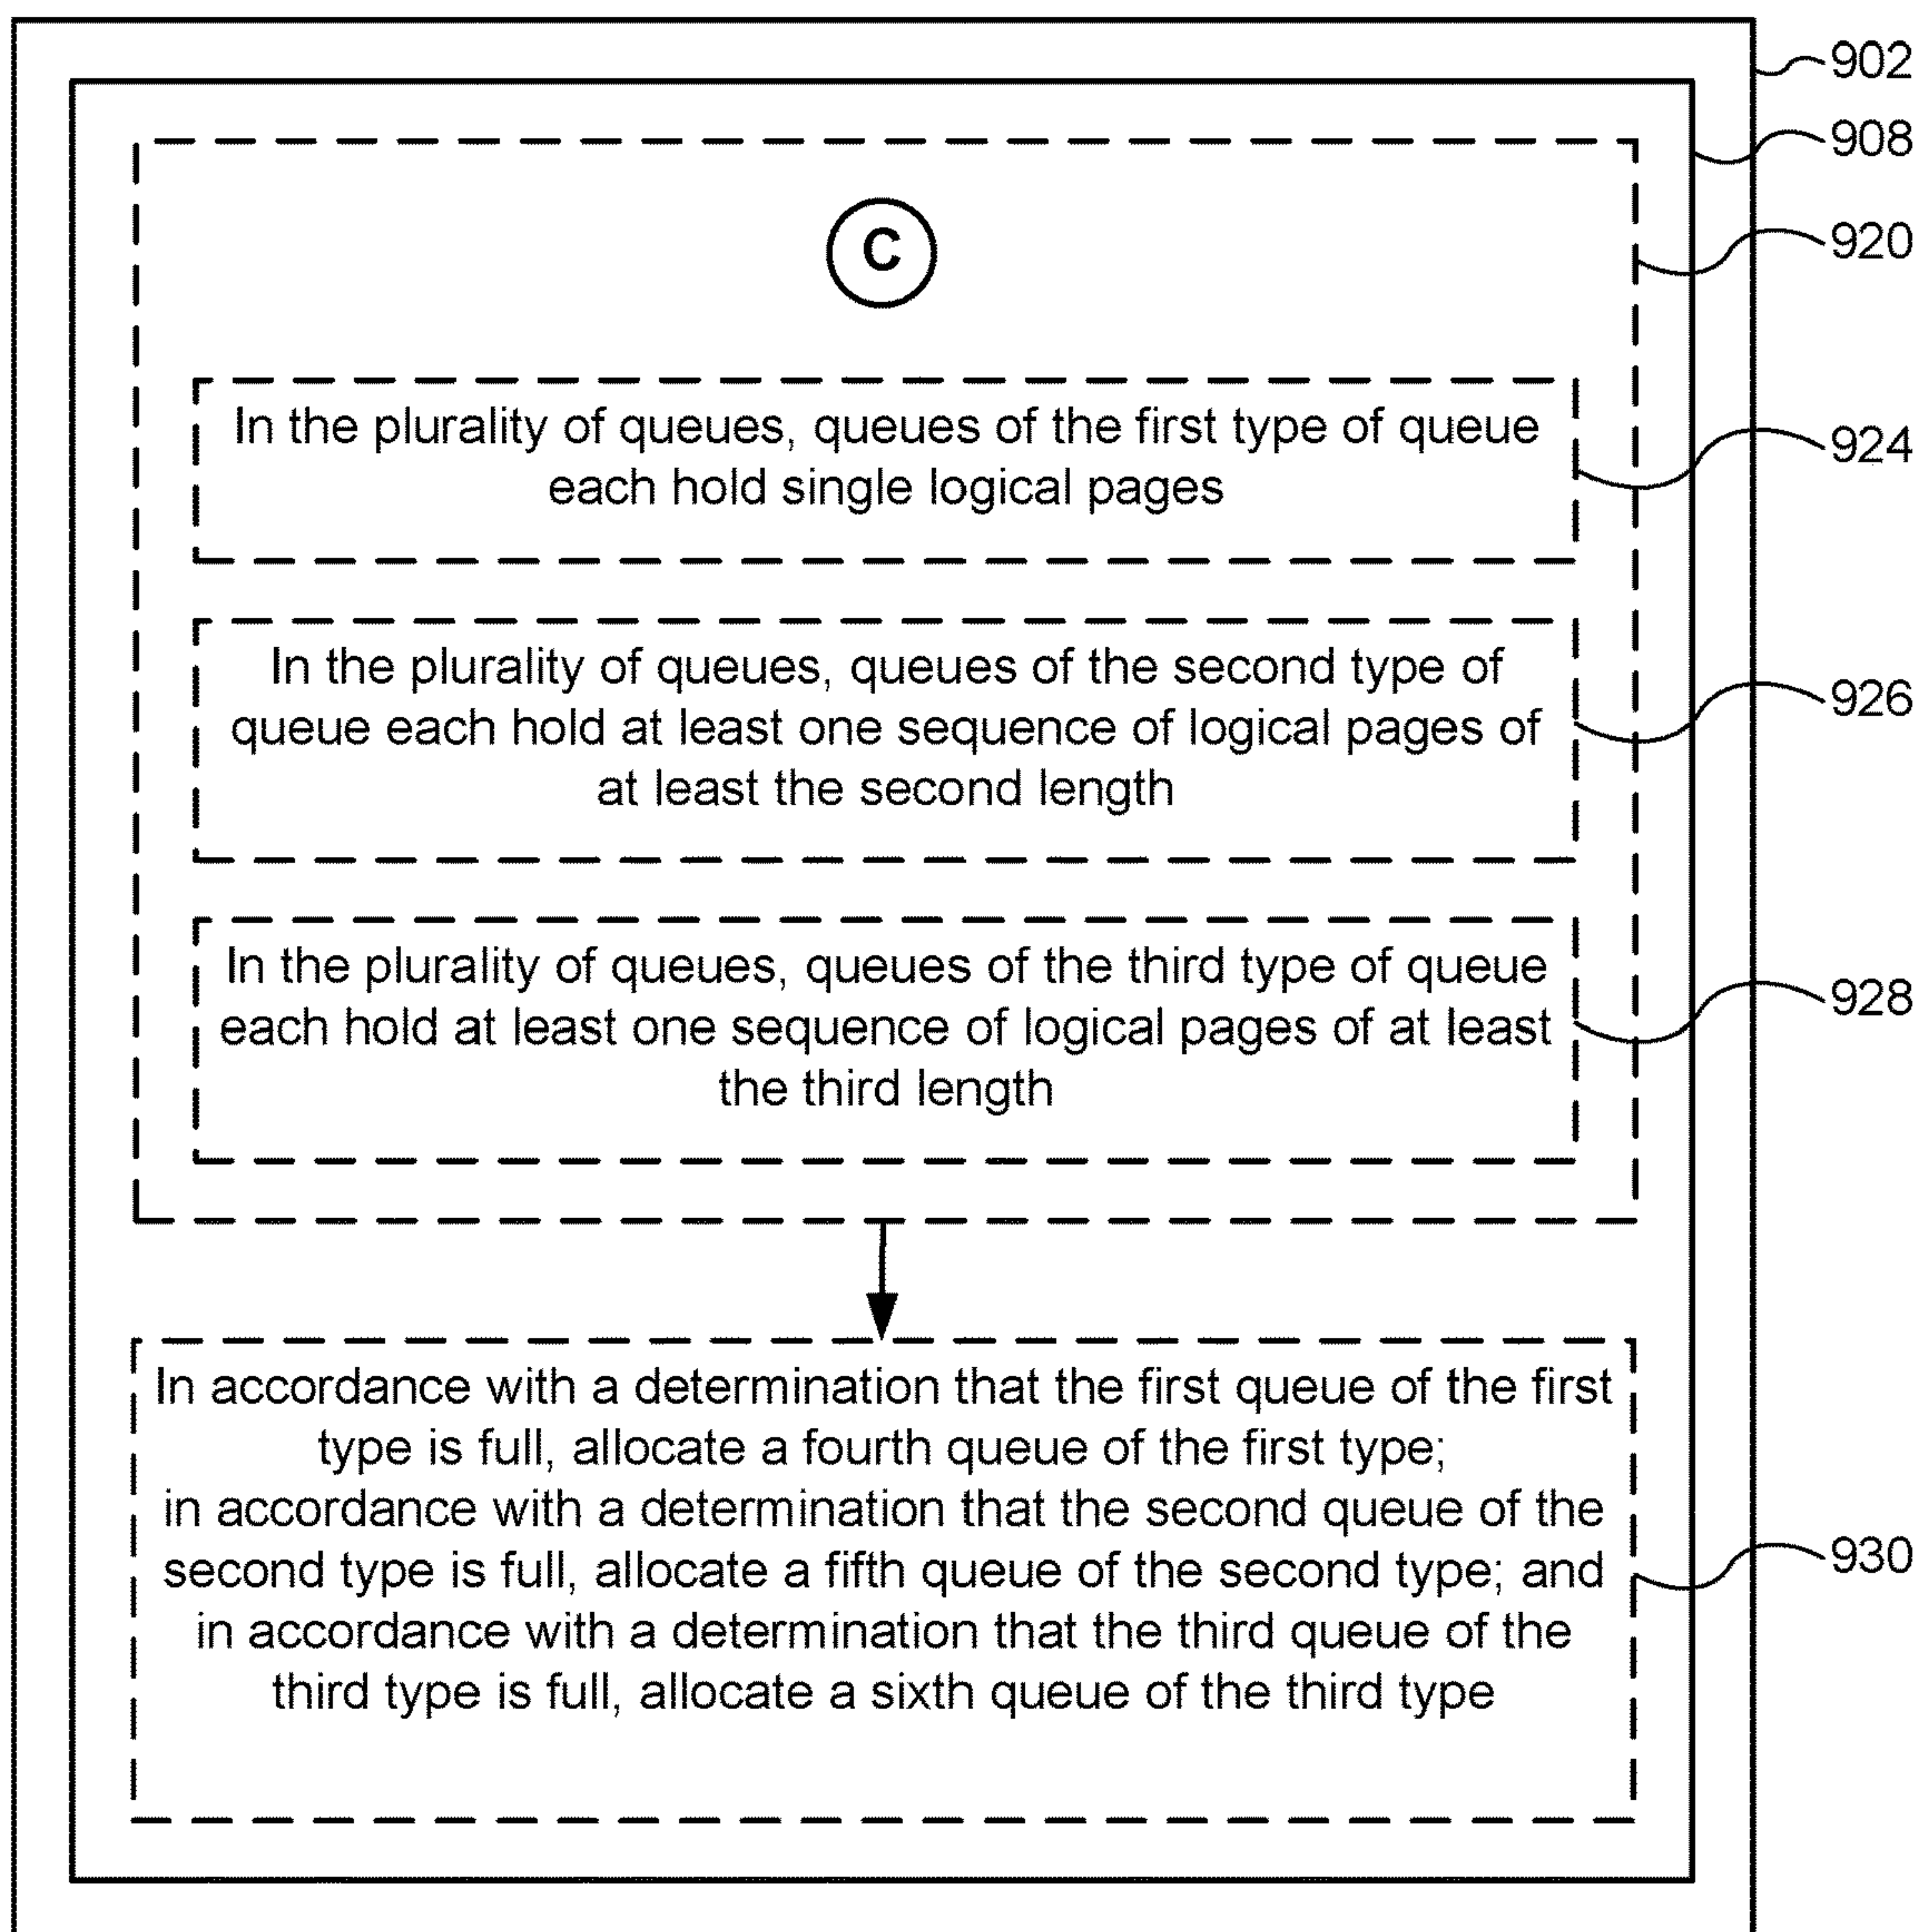 902
908
920
C
In the plurality of queues, queues of the first type of queue
each hold single logical pages
924
In the plurality of queues, queues of the second type of
queue each hold at least one sequence of logical pages of
at least the second length
926
In the plurality of queues, queues of the third type of queue
each hold at least one sequence of logical pages of at least
the third length
928
In accordance with a determination that the first queue of the first
type is full, allocate a fourth queue of the first type;
in accordance with a determination that the second queue of the
second type is full, allocate a fifth queue of the second type; and
in accordance with a determination that the third queue of the
third type is full, allocate a sixth queue of the third type
930